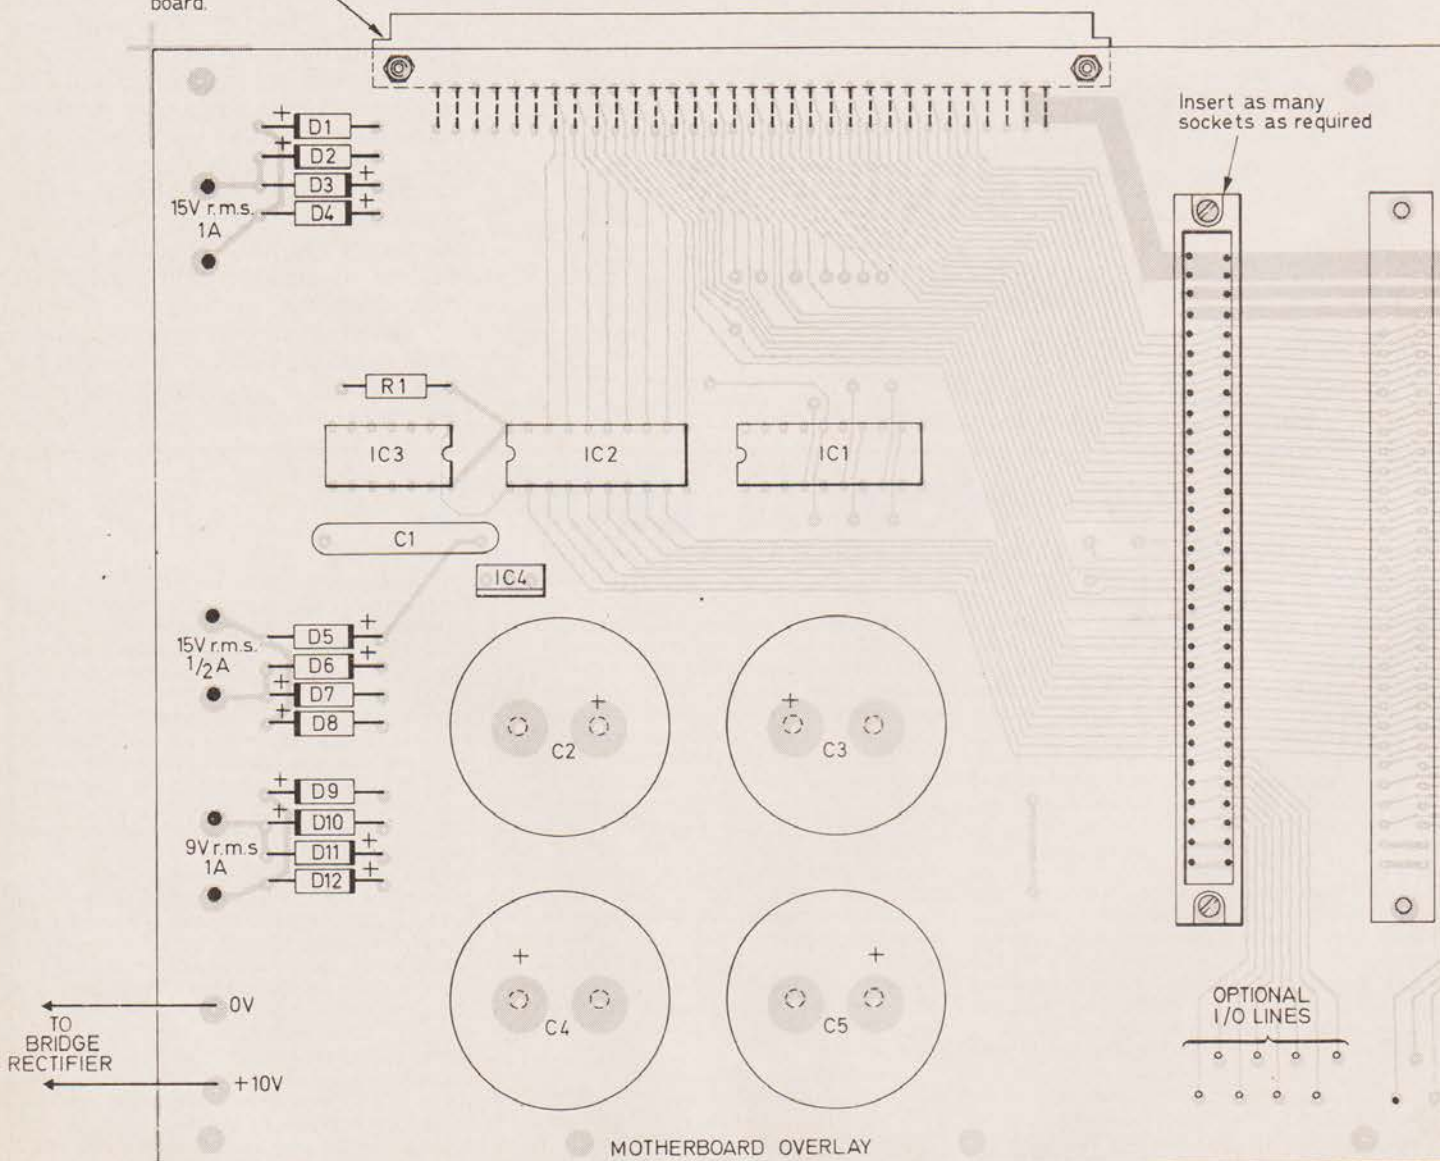 board.
Insert as many
sockets as required
+ D1
+ D2
D3 +
D4 +
15V r.m.s.
1A
R1
IC3
IC2
IC1
C1
IC4
15V r.m.s.
1/2 A
D5 +
D6 +
+ D7
+ D8
+
C2
+
C3
+ D9
+ D10
D11 +
D12 +
9V r.m.s
1A
+
C4
+
C5
0V
TO
BRIDGE
RECTIFIER
+10V
OPTIONAL
I/O LINES
MOTHERBOARD OVERLAY